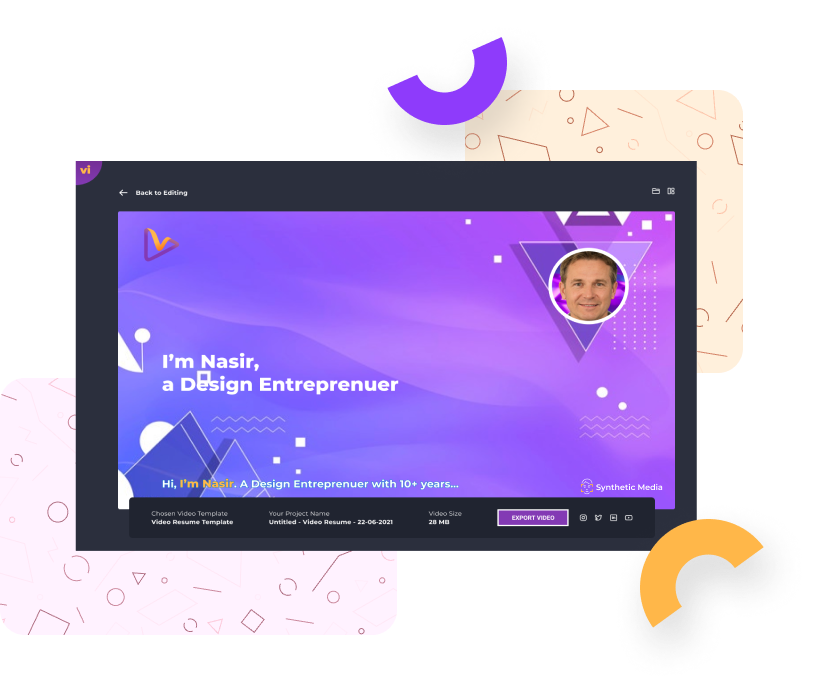 vi
Back to Editing
I'm Nasir,
a Design Entreprenuer
Hi, I'm Nasir. A Design Entreprenuer with 10+ years...
Synthetic Media
Chosen Video Template
Video Resume Template
Your Project Name
Untitled - Video Resume - 22-06-2021
Video Size
28 MB
EXPORT VIDEO